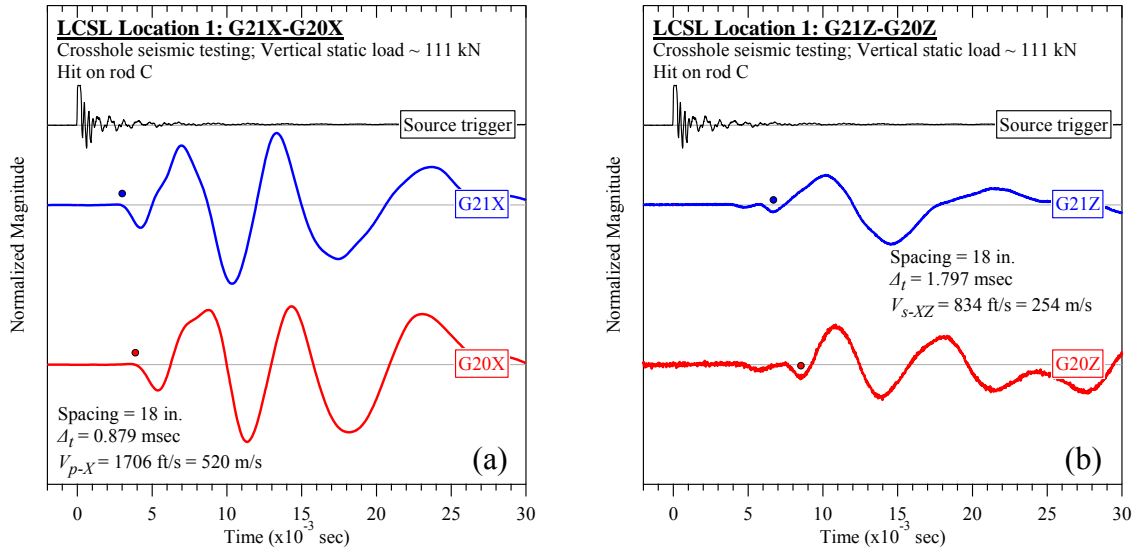 LCSL Location 1: G21X-G20X
Crosshole seismic testing; Vertical static load ~ 111 kN
Hit on rod C
Source trigger
G21X
G20X
Spacing = 18 in.
Δt = 0.879 msec
Vp-X = 1706 ft/s = 520 m/s
(a)
Normalized Magnitude
0 5 10 15 20 25 30
Time (x10-3 sec)
LCSL Location 1: G21Z-G20Z
Crosshole seismic testing; Vertical static load ~ 111 kN
Hit on rod C
Source trigger
G21Z
Spacing = 18 in.
Δt = 1.797 msec
Vs-XZ = 834 ft/s = 254 m/s
G20Z
(b)
Normalized Magnitude
0 5 10 15 20 25 30
Time (x10-3 sec)